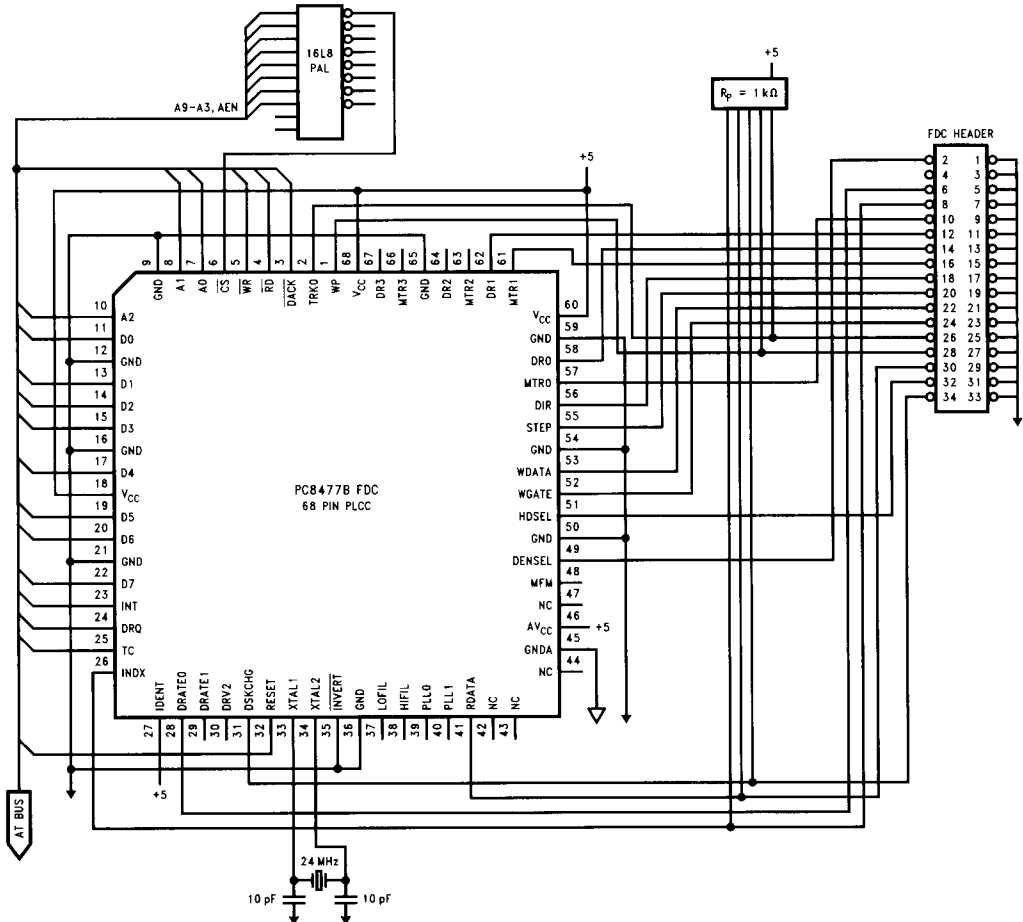 16L8
PAL
A9-A3, AEN
+5
Rp = 1 kΩ
FDC HEADER
2 1
4 3
6 5
8 7
10 9
12 11
14 13
16 15
18 17
20 19
22 21
24 23
26 25
28 27
30 29
32 31
34 33
+5
9 8 7 6 5 4 3 2 1 68 67 66 65 64 63 62 61
GND A1 A0 CS WR RD DACK TRK0 WP VCC DR3 MTR3 GND DR2 MTR2 DR1 MTR1
10 A2
11 D0
12 GND
13 D1
14 D2
15 D3
16 GND
17 D4
18 VCC
19 D5
20 D6
21 GND
22 D7
23 INT
24 DRQ
25 TC
26 INDX
PC8477B FDC
68 PIN PLCC
VCC 60
GND 59
DR0 58
MTR0 57
DIR 56
STEP 55
GND 54
WDATA 53
WGATE 52
HDSEL 51
GND 50
DENSEL 49
MFM 48
NC 47
AVCC 46
+5
GNDA 45
NC 44
IDENT DRATE0 DRATE1 DRV2 DSKCHG RESET XTAL1 XTAL2 INVERT GND LOFIL HIFIL PLL0 PLL1 RDATA NC NC
27 28 29 30 31 32 33 34 35 36 37 38 39 40 41 42 43
+5
AT BUS
24 MHz
10 pF 10 pF